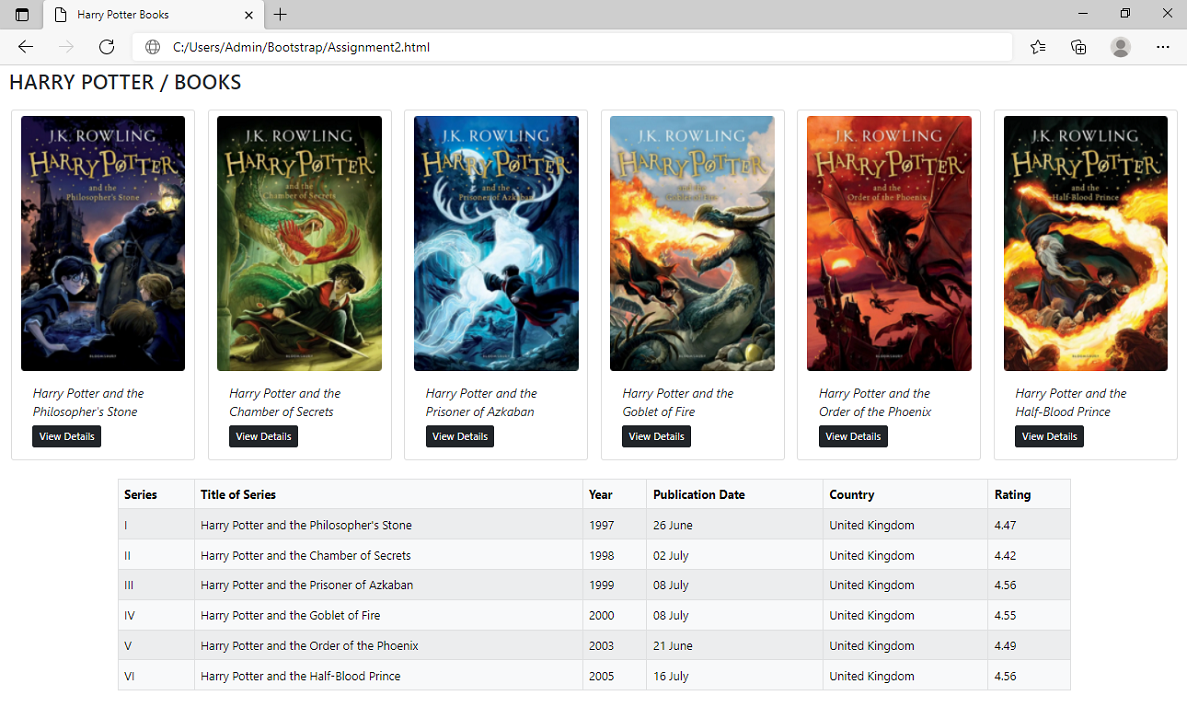 Harry Potter Books
C:/Users/Admin/Bootstrap/Assignment2.html
HARRY POTTER / BOOKS
J.K. ROWLING
HARRY POTTER
and the
Philosopher's Stone
BLOOMSBURY
Harry Potter and the
Philosopher's Stone
View Details
J.K. ROWLING
HARRY POTTER
and the
Chamber of Secrets
BLOOMSBURY
Harry Potter and the
Chamber of Secrets
View Details
J.K. ROWLING
HARRY POTTER
and the
Prisoner of Azkaban
BLOOMSBURY
Harry Potter and the
Prisoner of Azkaban
View Details
J.K. ROWLING
HARRY POTTER
and the
Goblet of Fire
BLOOMSBURY
Harry Potter and the
Goblet of Fire
View Details
J.K. ROWLING
HARRY POTTER
and the
Order of the Phoenix
BLOOMSBURY
Harry Potter and the
Order of the Phoenix
View Details
J.K. ROWLING
HARRY POTTER
and the
Half-Blood Prince
BLOOMSBURY
Harry Potter and the
Half-Blood Prince
View Details
Series Title of Series Year Publication Date Country Rating
I Harry Potter and the Philosopher's Stone 1997 26 June United Kingdom 4.47
II Harry Potter and the Chamber of Secrets 1998 02 July United Kingdom 4.42
III Harry Potter and the Prisoner of Azkaban 1999 08 July United Kingdom 4.56
IV Harry Potter and the Goblet of Fire 2000 08 July United Kingdom 4.55
V Harry Potter and the Order of the Phoenix 2003 21 June United Kingdom 4.49
VI Harry Potter and the Half-Blood Prince 2005 16 July United Kingdom 4.56